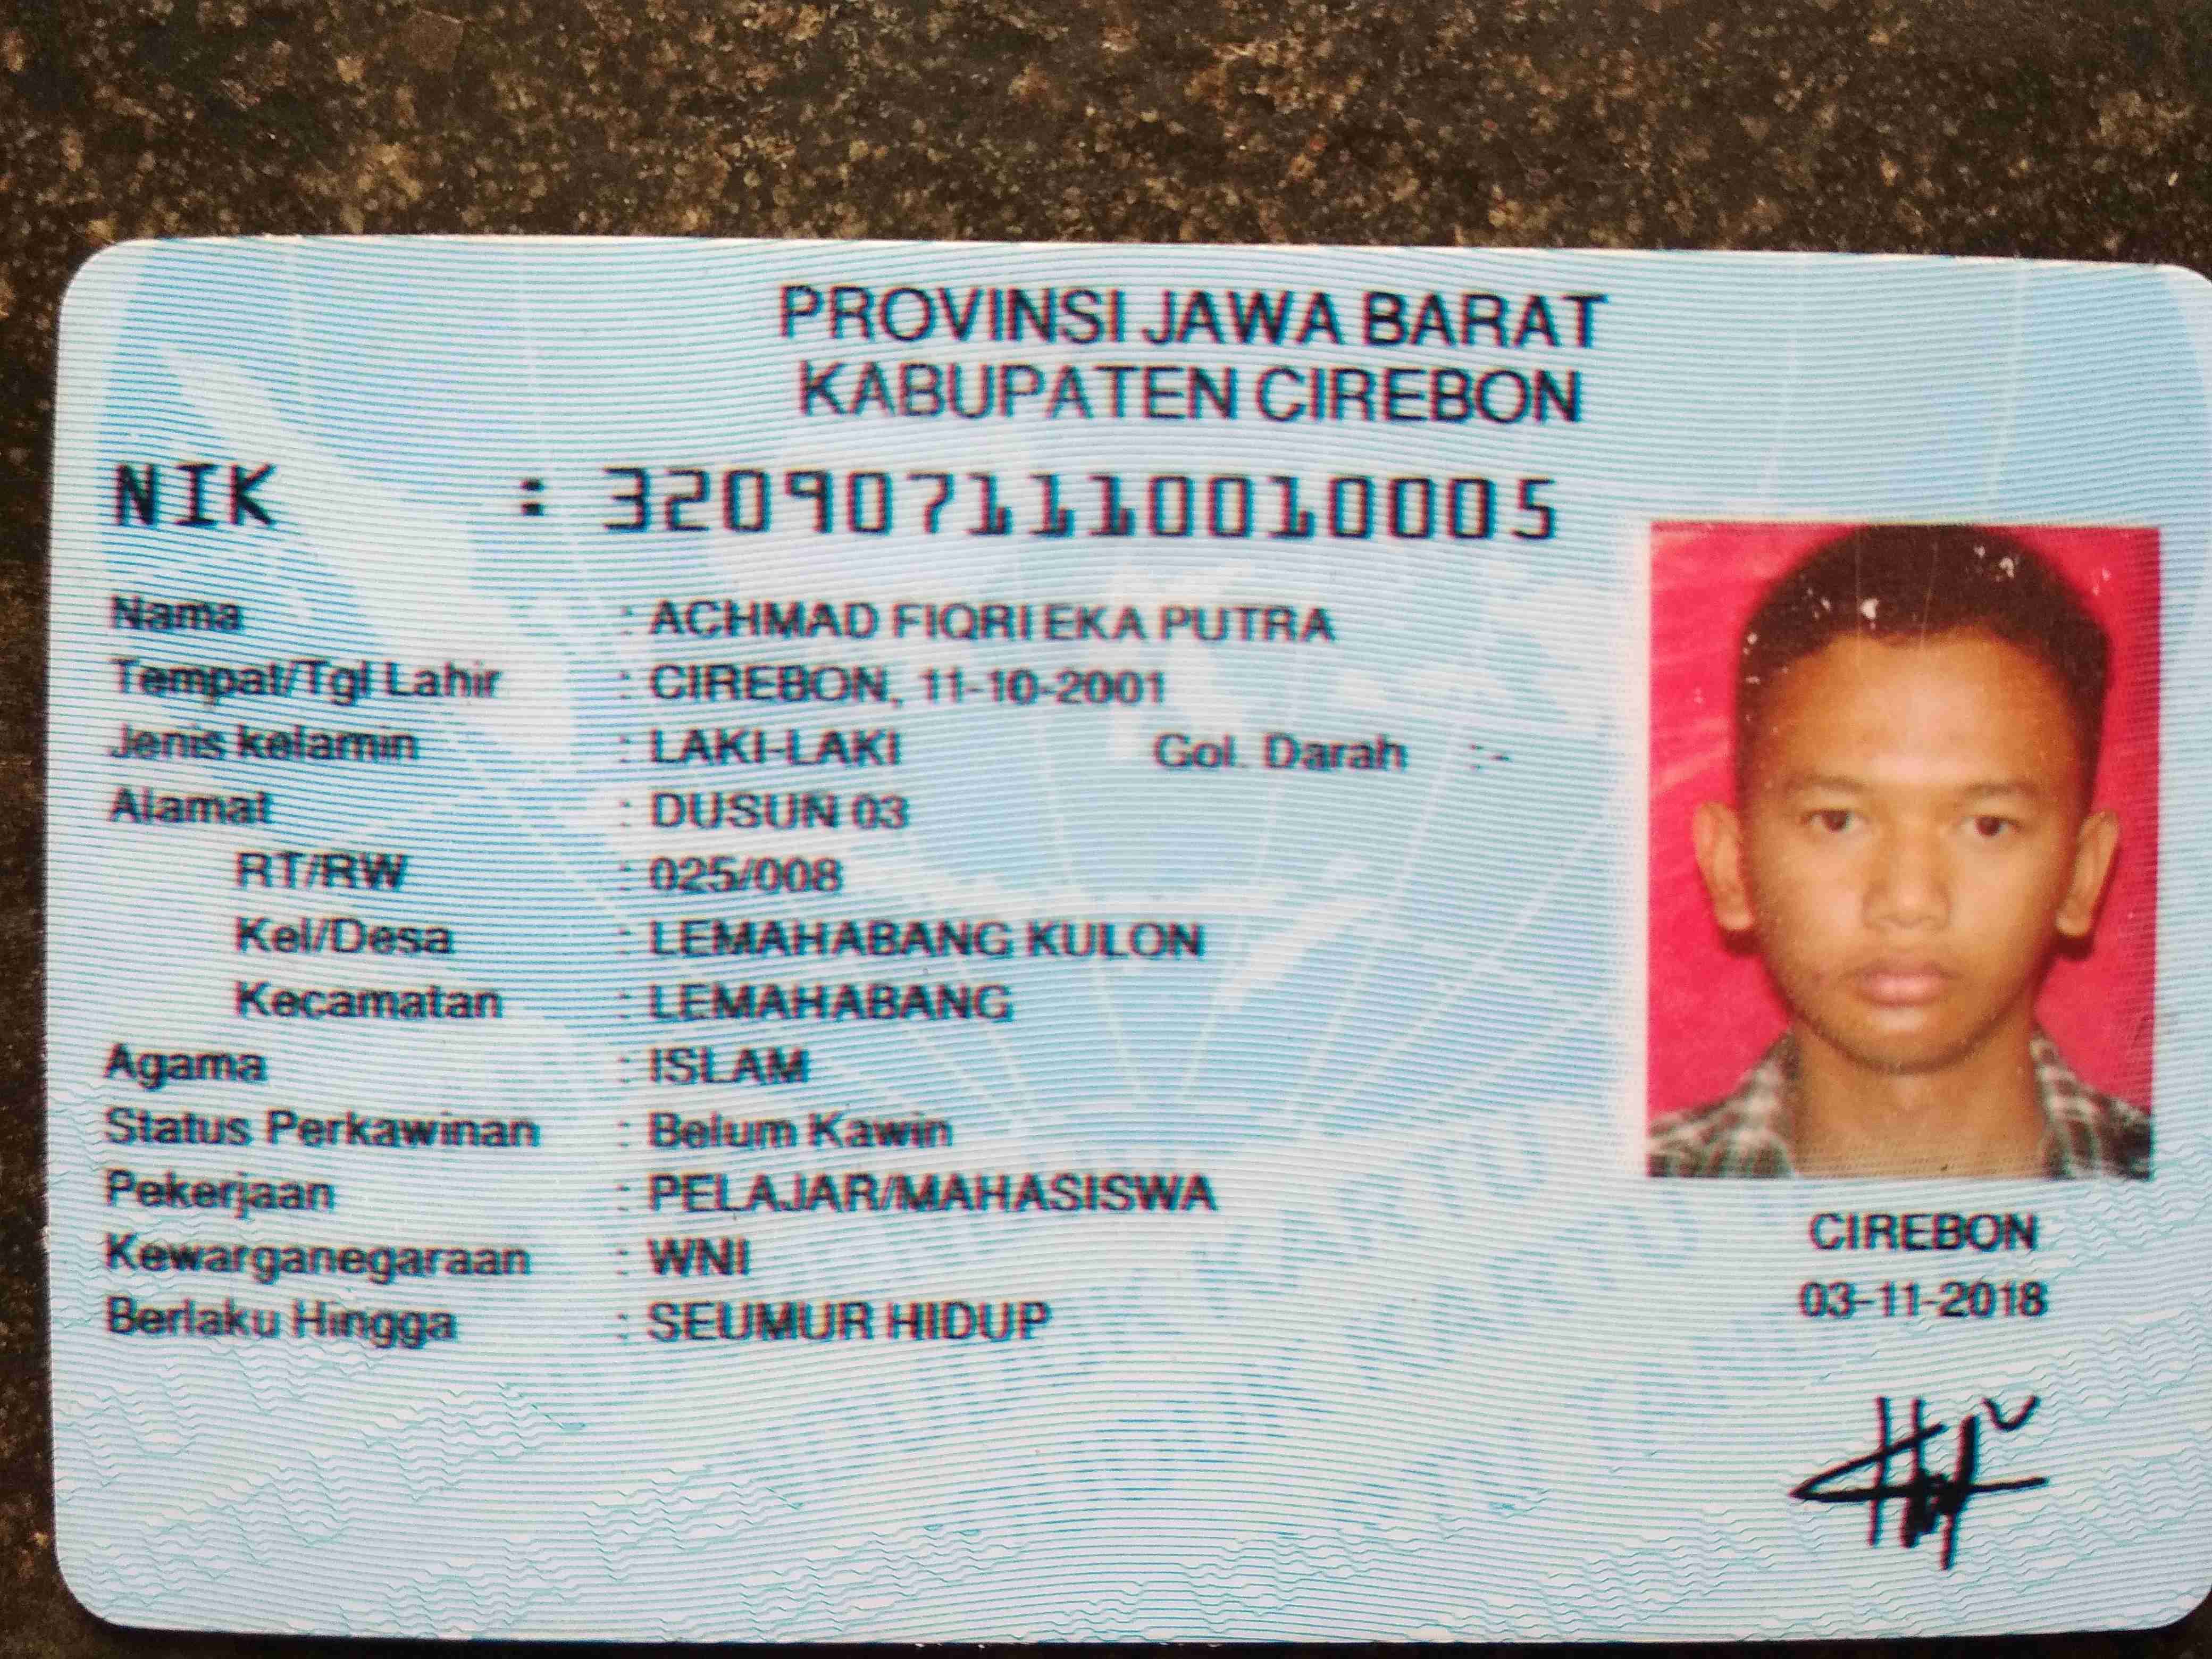 PROVINSI JAWA BARAT
KABUPATEN CIREBON
NIK : 3209071110010005
Nama : ACHMAD FIQRI EKA PUTRA
Tempat/Tgl Lahir : CIREBON, 11-10-2001
Jenis kelamin : LAKI-LAKI Gol. Darah : -
Alamat : DUSUN 03
RT/RW : 025/008
Kel/Desa : LEMAHABANG KULON
Kecamatan : LEMAHABANG
Agama : ISLAM
Status Perkawinan : Belum Kawin
Pekerjaan : PELAJAR/MAHASISWA
Kewarganegaraan : WNI
Berlaku Hingga : SEUMUR HIDUP
CIREBON
03-11-2018